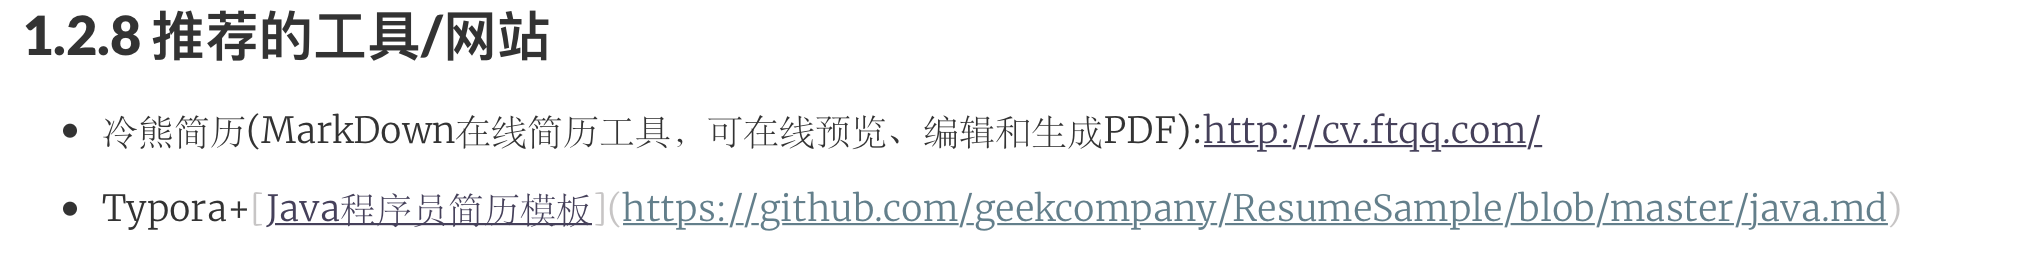 1.2.8 推荐的工具/网站
冷熊简历(MarkDown在线简历工具，可在线预览、编辑和生成PDF):http://cv.ftqq.com/
Typora+[Java程序员简历模板](https://github.com/geekcompany/ResumeSample/blob/master/java.md)